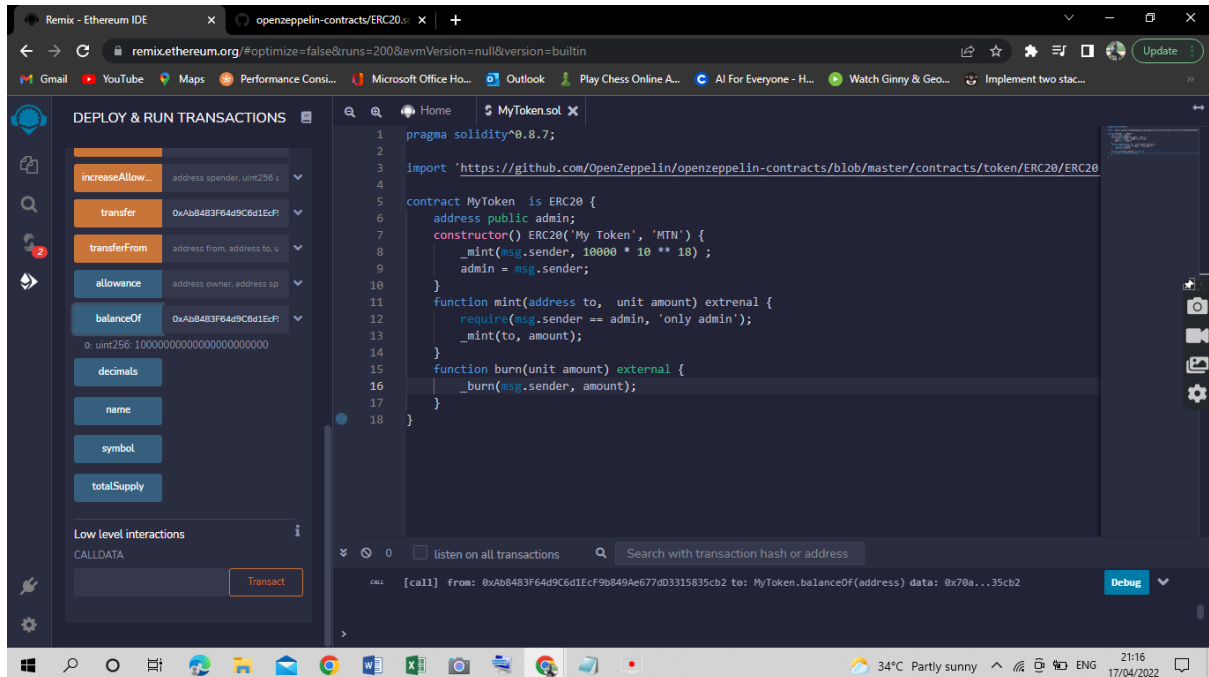 Remix - Ethereum IDE
openzeppelin-contracts/ERC20.s
remix.ethereum.org/#optimize=false&runs=200&evmVersion=null&version=builtin
Update
Gmail YouTube Maps Performance Consi... Microsoft Office Ho... Outlook Play Chess Online A... AI For Everyone - H... Watch Ginny & Geo... Implement two stac...
DEPLOY & RUN TRANSACTIONS
increaseAllow... address spender, uint256 a
transfer 0xAb8483F64d9C6d1EcF9
transferFrom address from, address to, u
allowance address owner, address sp
balanceOf 0xAb8483F64d9C6d1EcF9
decimals
name
symbol
totalSupply
Low level interactions
CALLDATA
Transact
2
Home MyToken.sol
1 pragma solidity^0.8.7;
2
3 import 'https://github.com/OpenZeppelin/openzeppelin-contracts/blob/master/contracts/token/ERC20/ERC20
4
5 contract MyToken  is ERC20 {
6 address public admin;
7 constructor() ERC20('My Token', 'MTN') {
8 _mint(msg.sender, 10000 * 10 ** 18) ;
9 admin = msg.sender;
10 }
11 function mint(address to,  unit amount) extrenal {
12 require(msg.sender == admin, 'only admin');
13 _mint(to, amount);
14 }
15 function burn(unit amount) external {
16 _burn(msg.sender, amount);
17 }
18 }
0 listen on all transactions Search with transaction hash or address
CALL [call] from: 0xAb8483F64d9C6d1EcF9b849Ae677dD3315835cb2 to: MyToken.balanceOf(address) data: 0x70a...35cb2 Debug
>
34°C Partly sunny ENG 21:16
17/04/2022